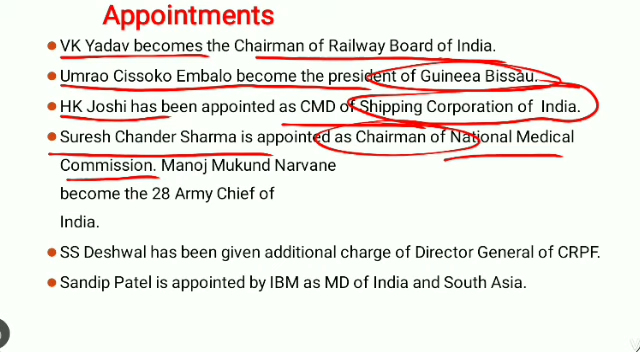 Appointments
VK Yadav becomes the Chairman of Railway Board of India.
Umrao Cissoko Embalo become the president of Guineea Bissau.
HK Joshi has been appointed as CMD of Shipping Corporation of India.
Suresh Chander Sharma is appointed as Chairman of National Medical
Commission. Manoj Mukund Narvane
become the 28 Army Chief of
India.
SS Deshwal has been given additional charge of Director General of CRPF.
Sandip Patel is appointed by IBM as MD of India and South Asia.